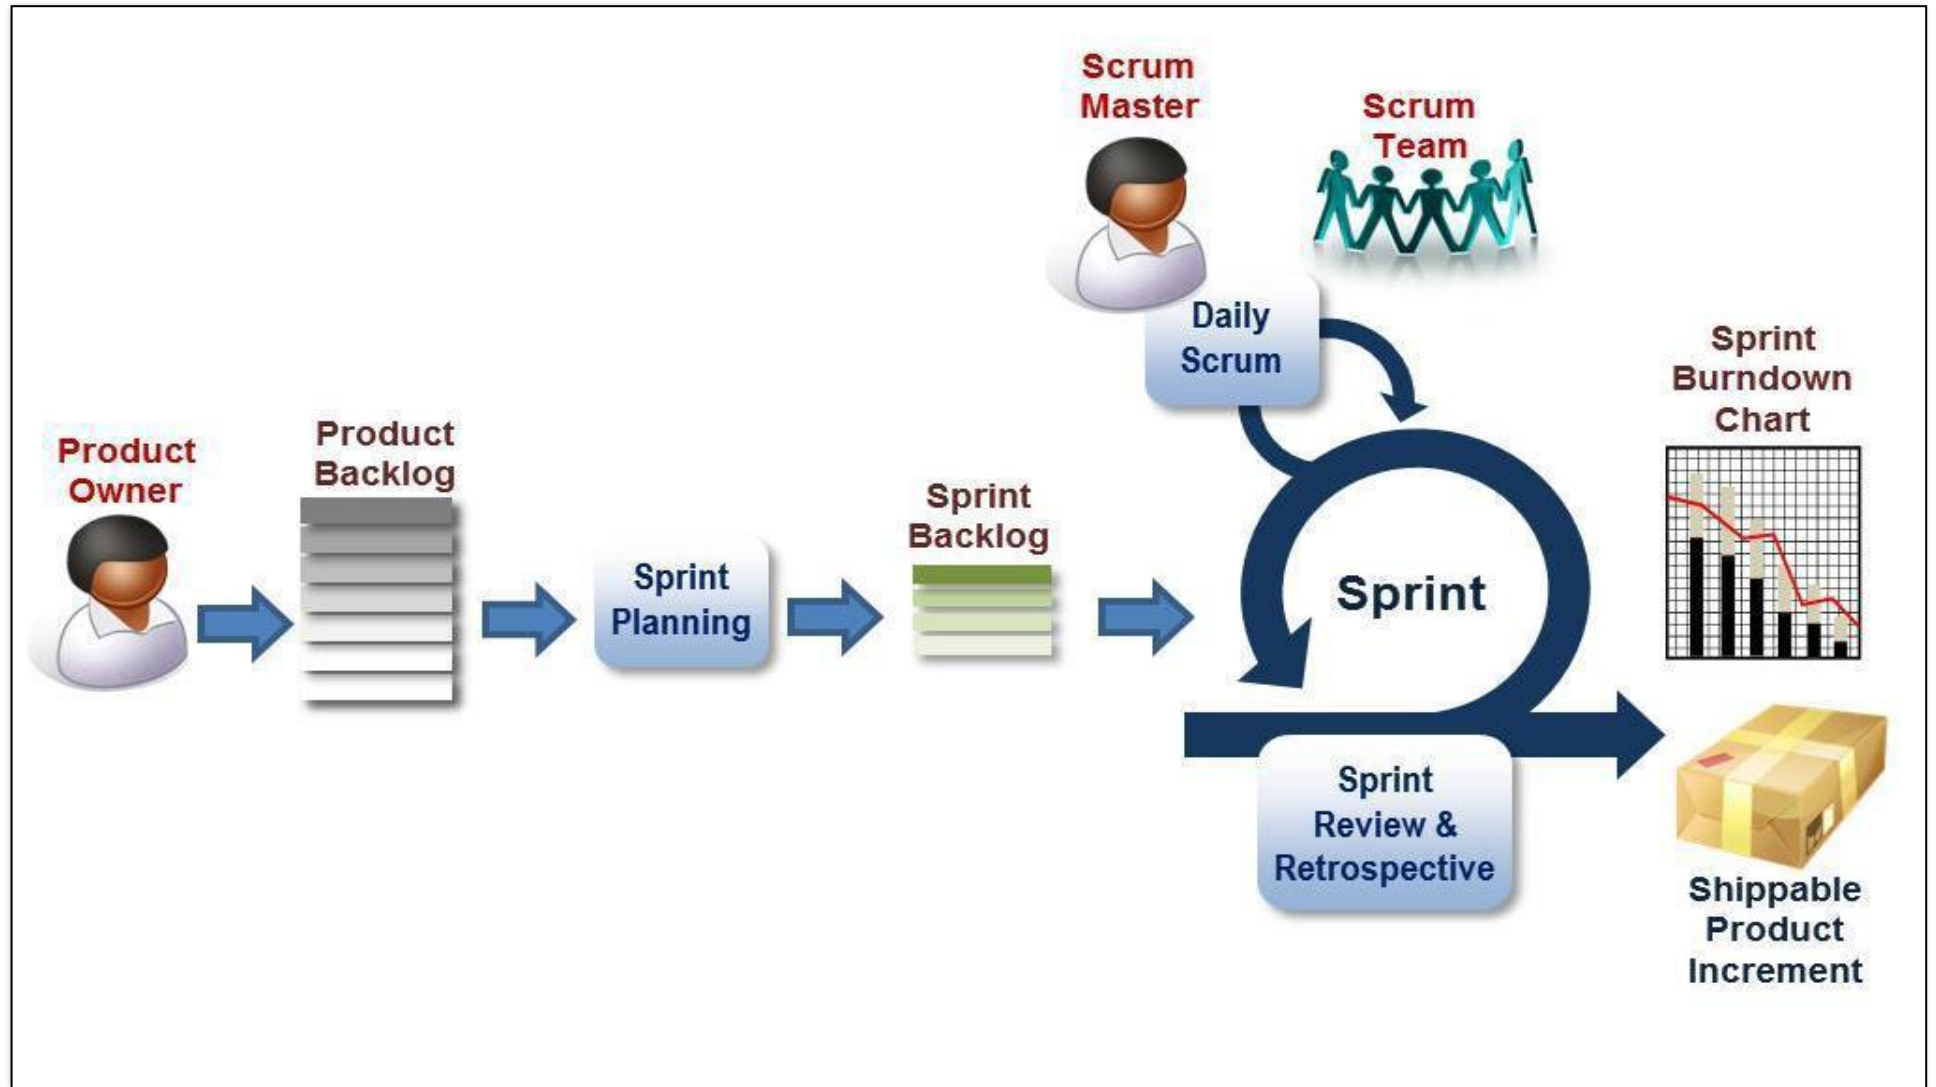 Product
Owner
Product
Backlog
Sprint
Planning
Sprint
Backlog
Scrum
Master
Scrum
Team
Daily
Scrum
Sprint
Sprint
Review &
Retrospective
Sprint
Burndown
Chart
Shippable
Product
Increment